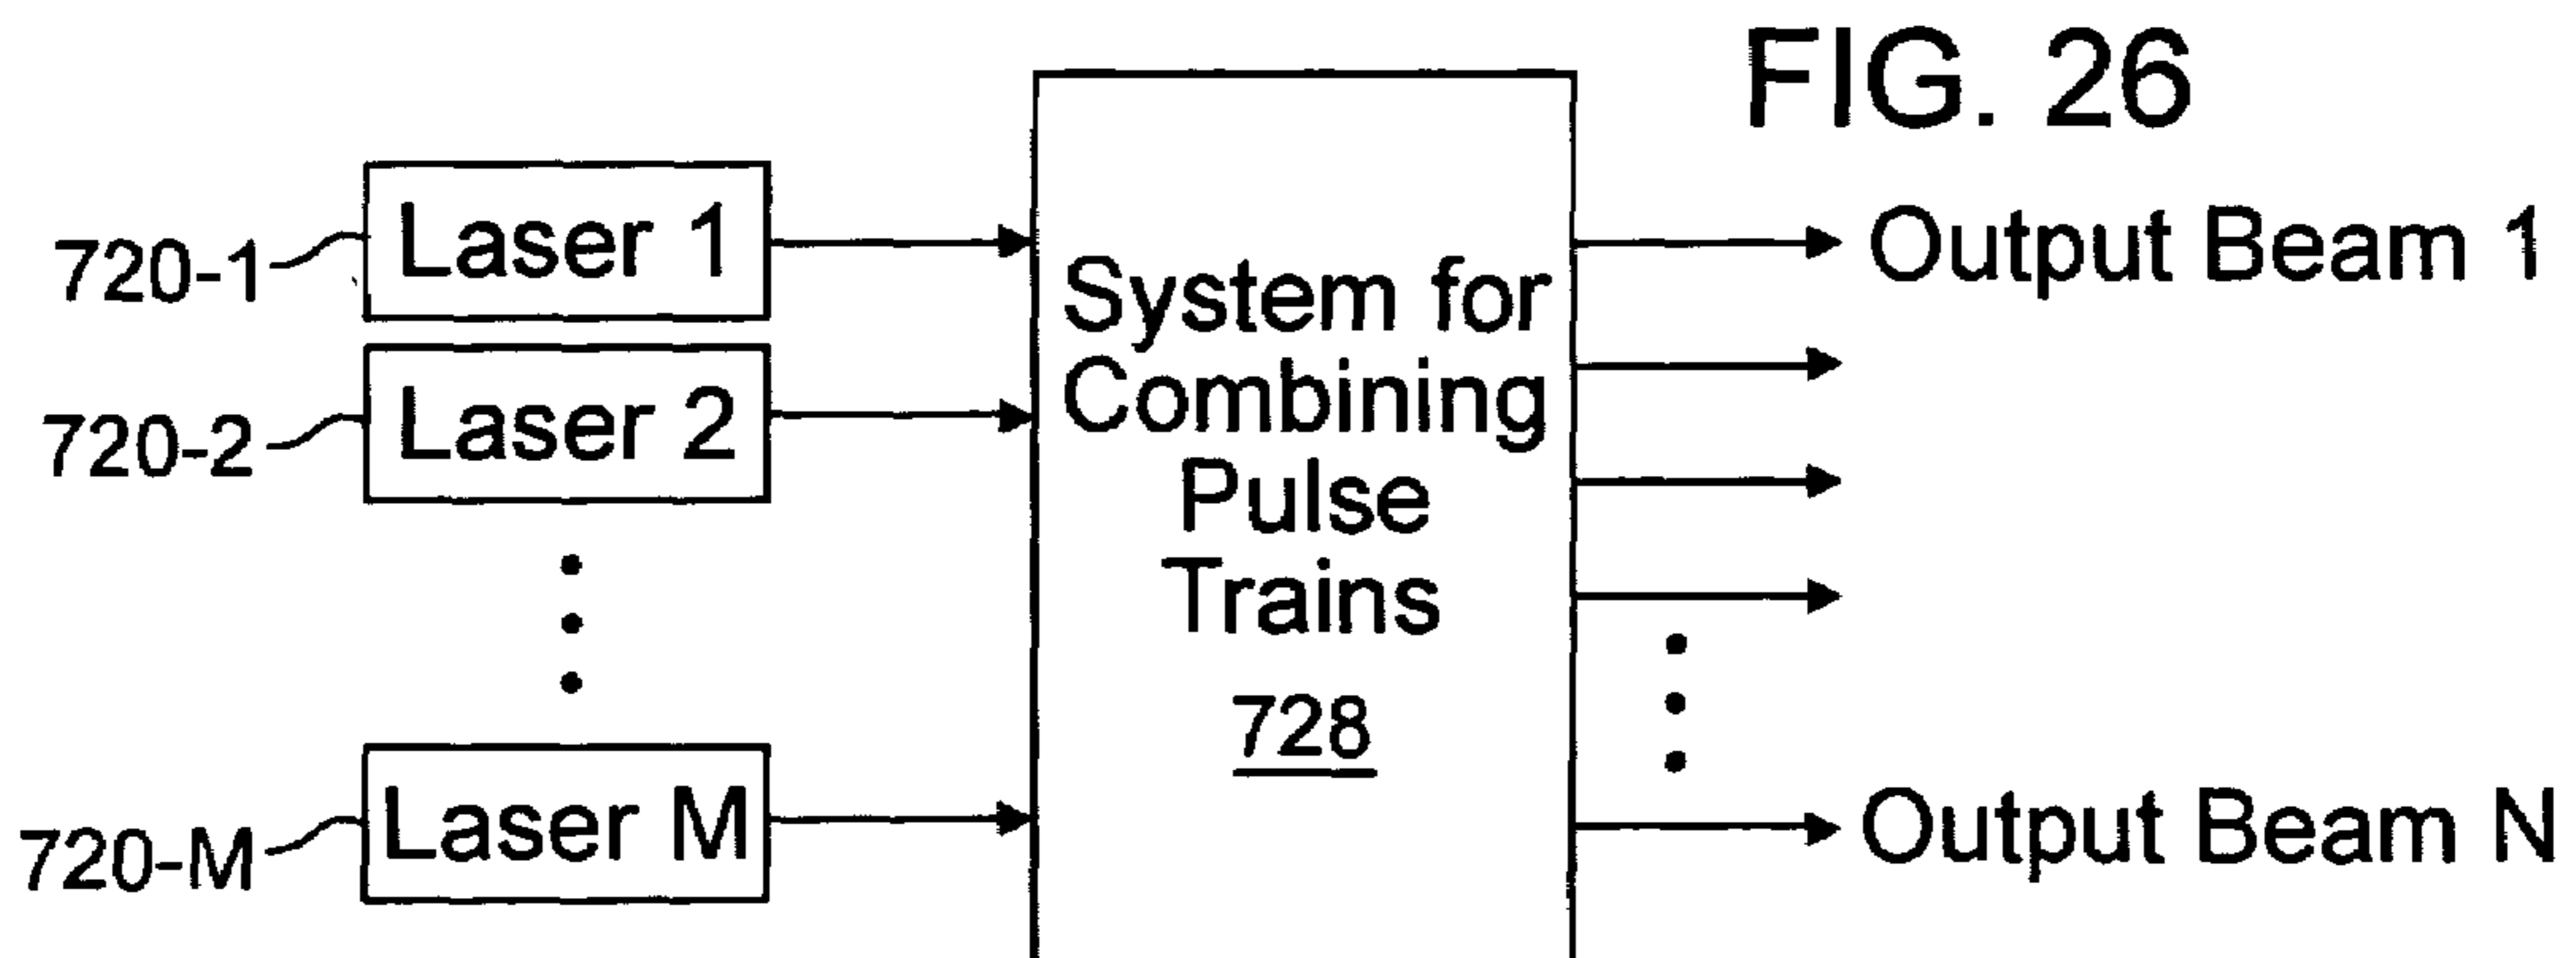 FIG. 26
720-1
Laser 1
720-2
Laser 2
720-M
Laser M
System for
Combining
Pulse
Trains
728
Output Beam 1
Output Beam N